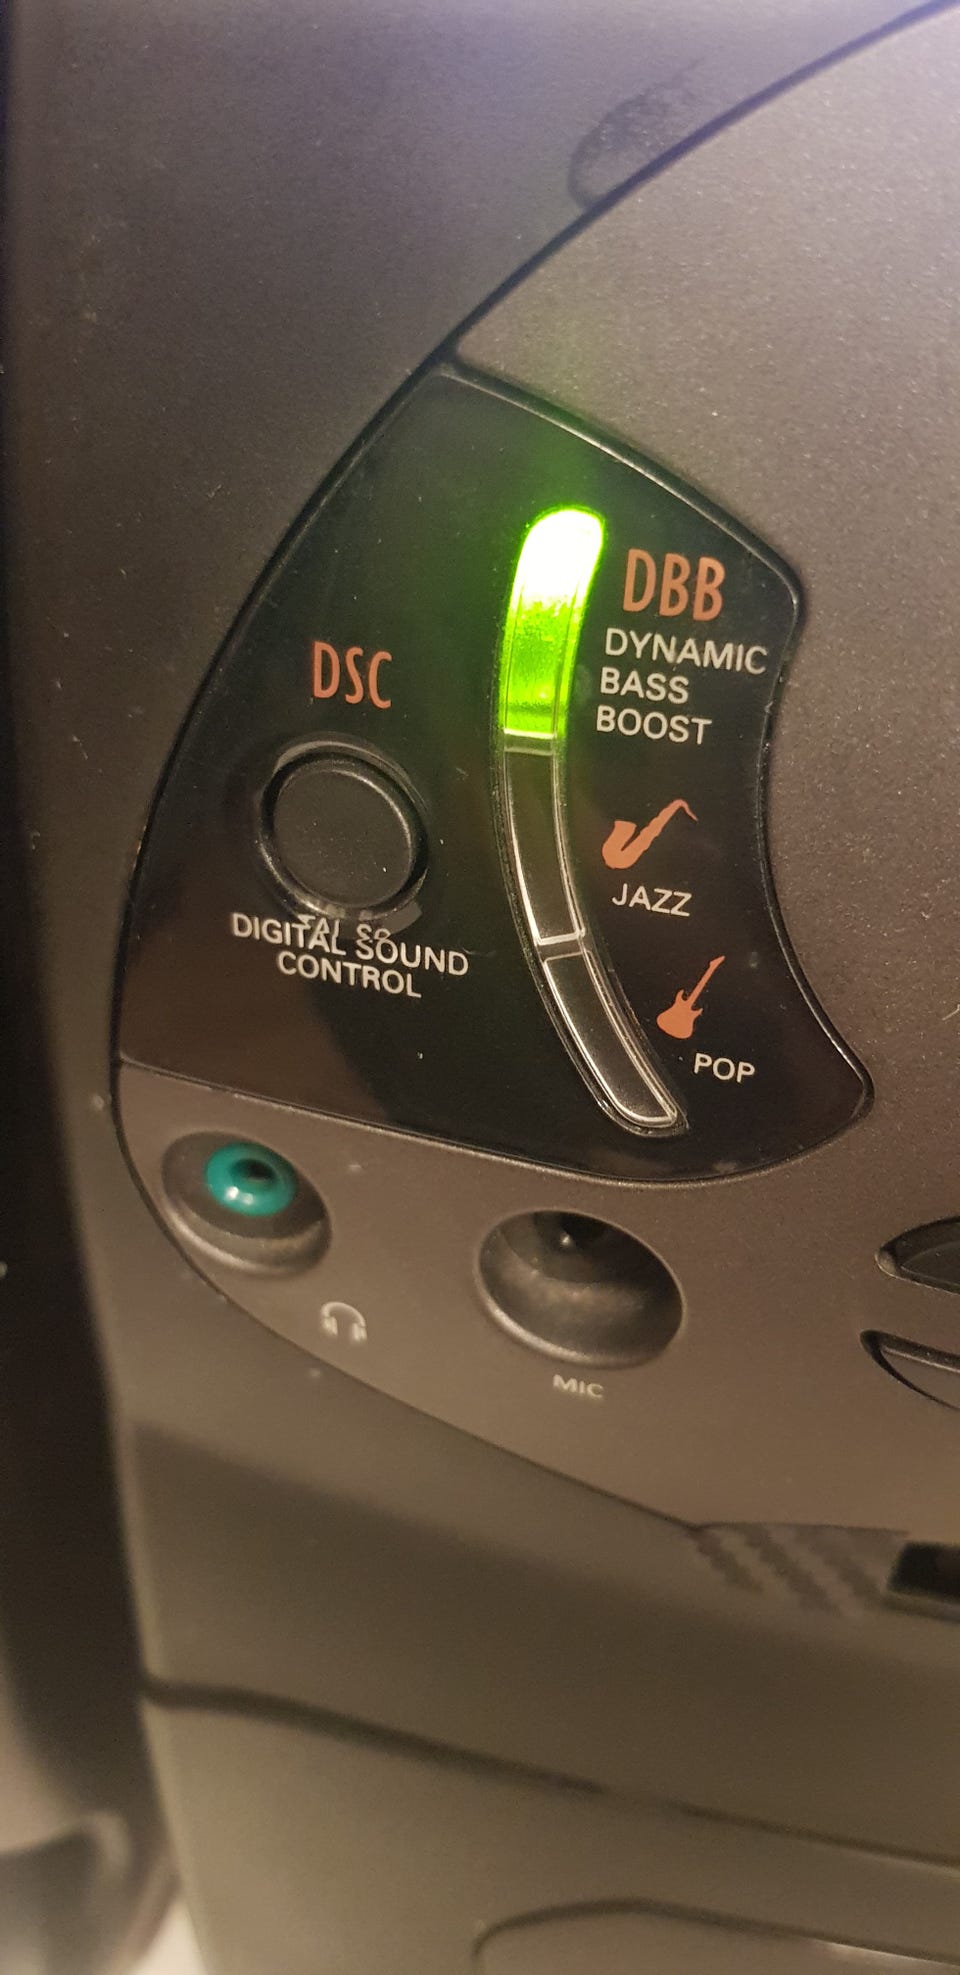 DSC
DIGITAL SOUND
CONTROL
DBB
DYNAMIC
BASS
BOOST
JAZZ
POP
MIC